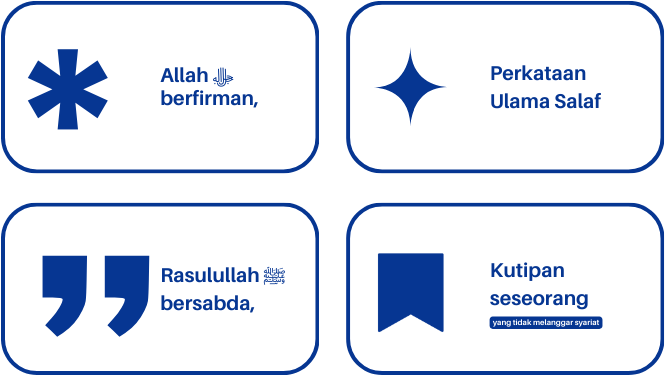 Allah ﷻ
berfirman,
Perkataan
Ulama Salaf
Rasulullah ﷺ
bersabda,
Kutipan
seseorang
yang tidak melanggar syariat